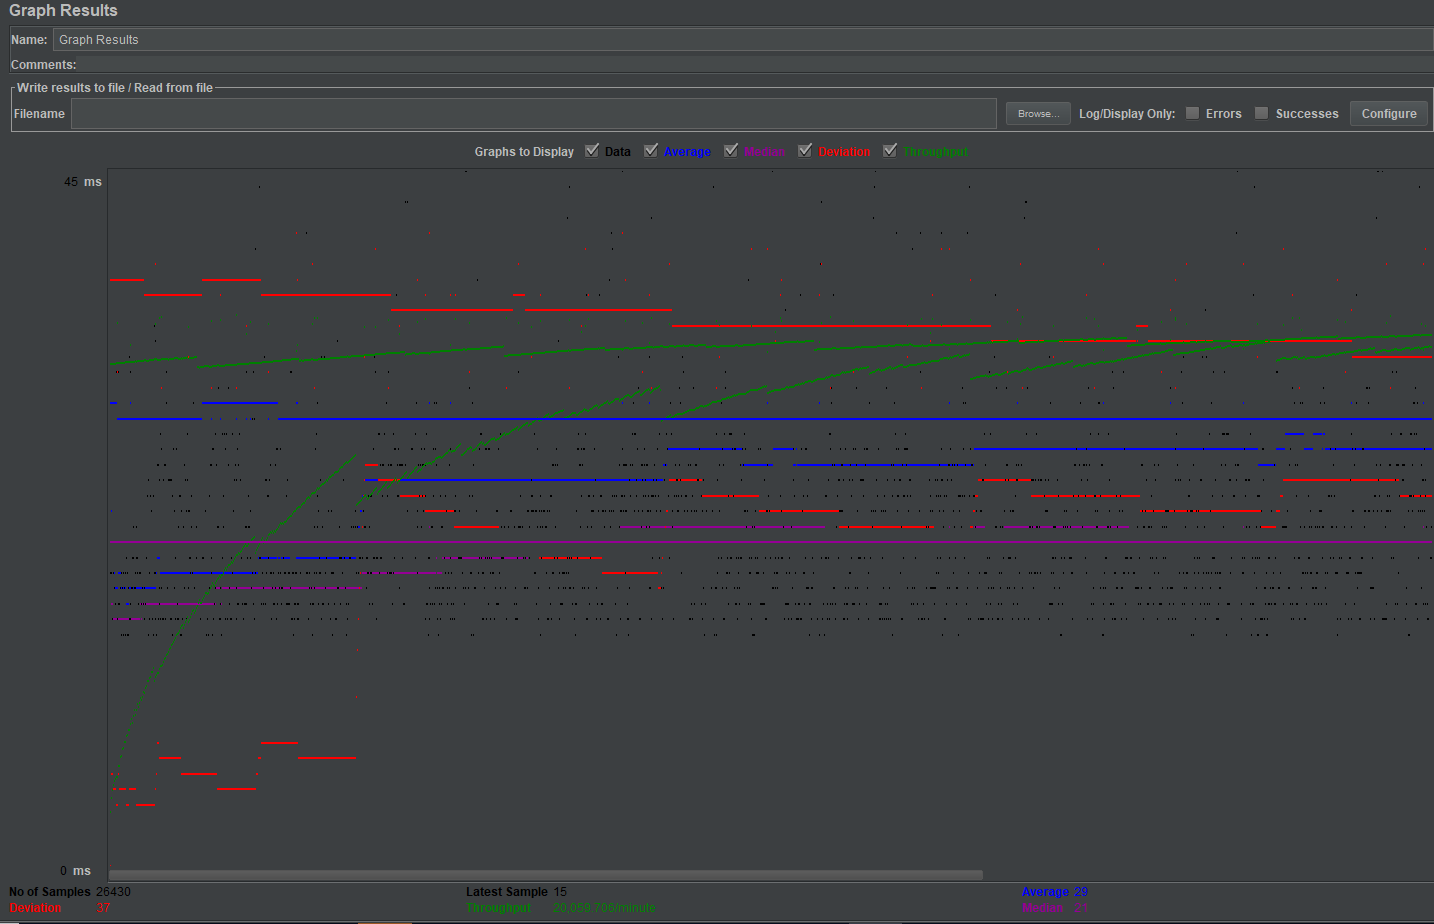 Graph Results
Name: Graph Results
Comments:
Write results to file / Read from file
Filename Browse... Log/Display Only: Errors Successes Configure
Graphs to Display Data Average Median Deviation Throughput
45 ms
0 ms
No of Samples 26430 Latest Sample 15 Average 29
Deviation 37 Throughput 20,059.706/minute Median 21